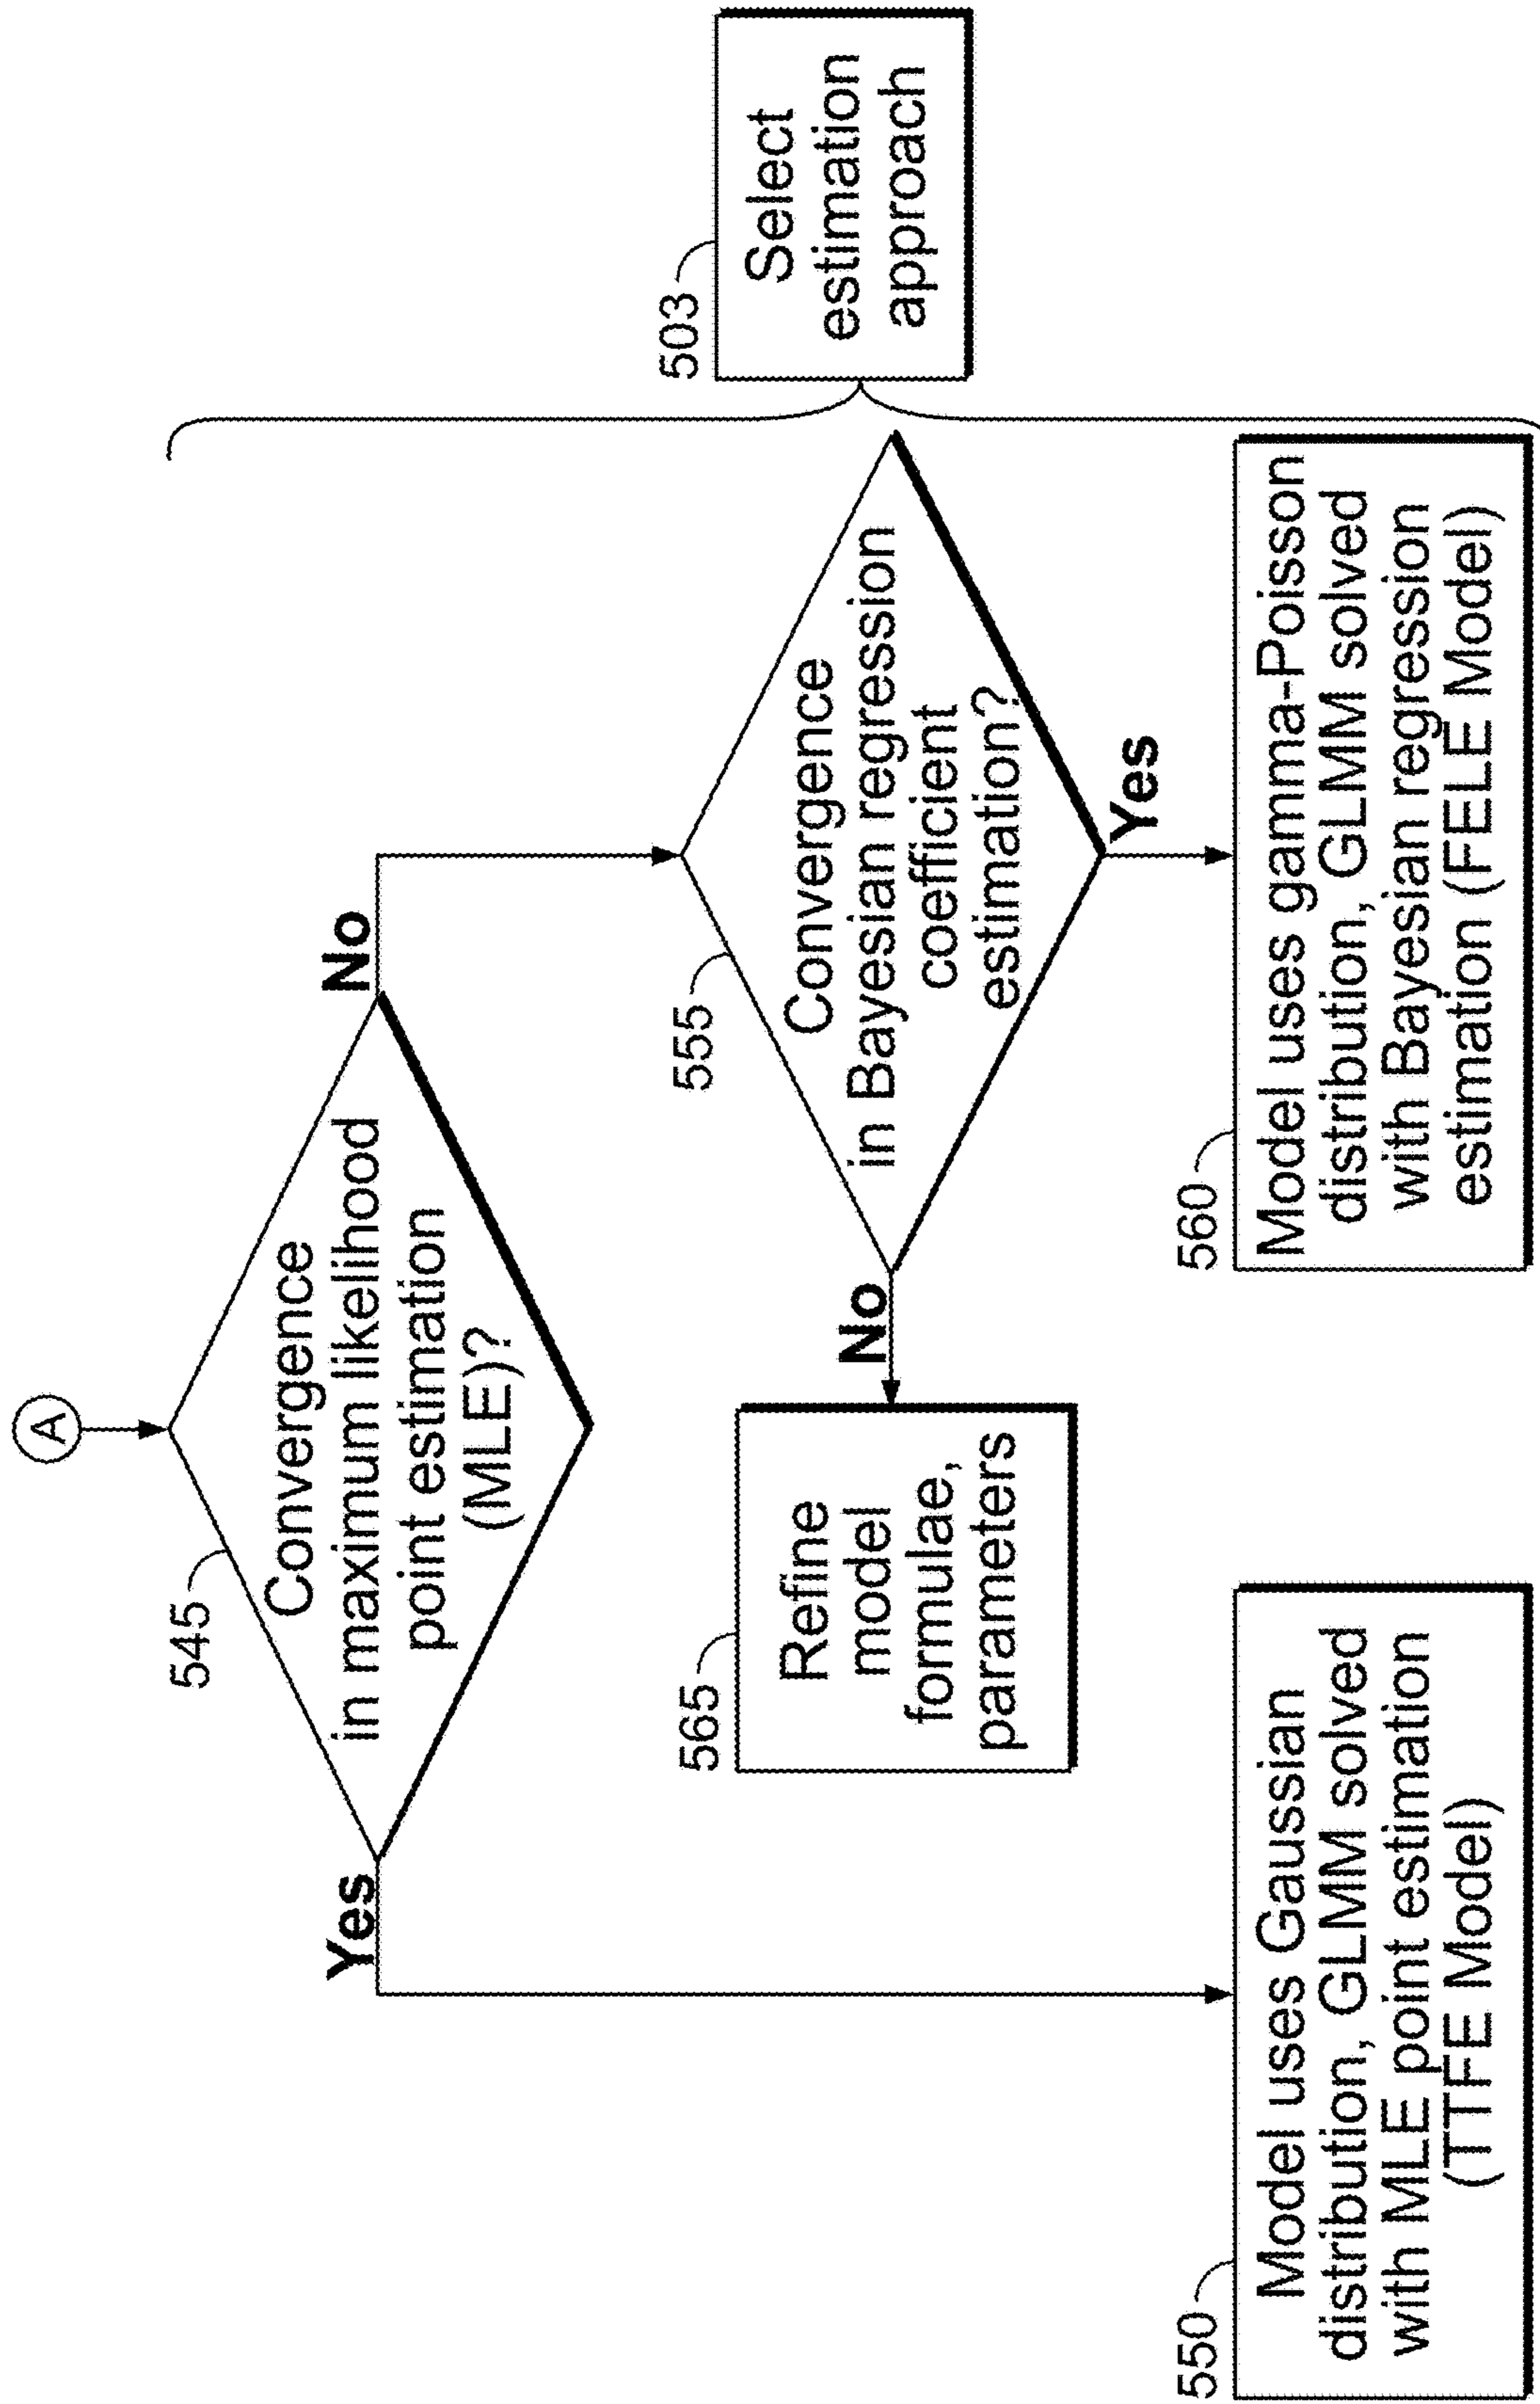 A
545
Convergence
in maximum likelihood
point estimation
(MLE)?
Yes
No
503
Select
estimation
approach
555
Convergence
in Bayesian regression
coefficient
estimation?
No
Yes
565
Refine
model
formulae,
parameters
550
Model uses Gaussian
distribution, GLMM solved
with MLE point estimation
(TTFE Model)
560
Model uses gamma-Poisson
distribution, GLMM solved
with Bayesian regression
estimation (FELE Model)